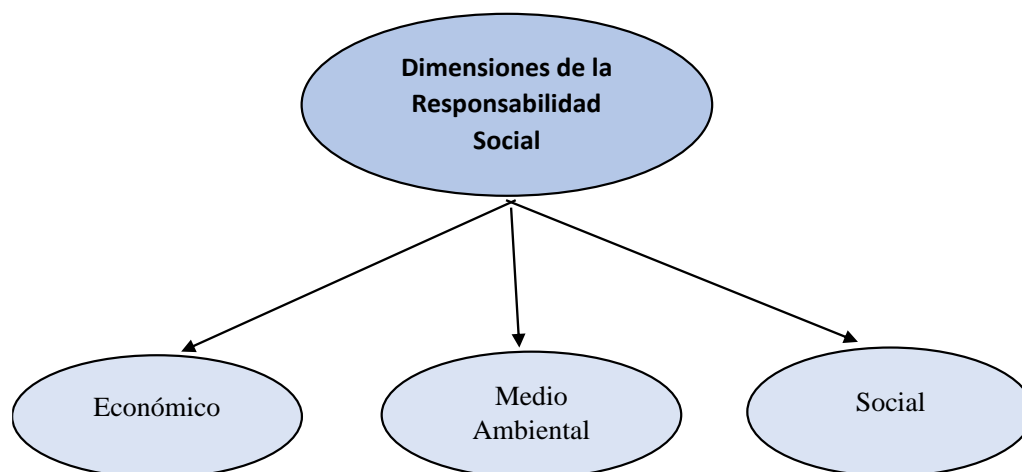 Dimensiones de la
Responsabilidad
Social
Económico
Medio
Ambiental
Social